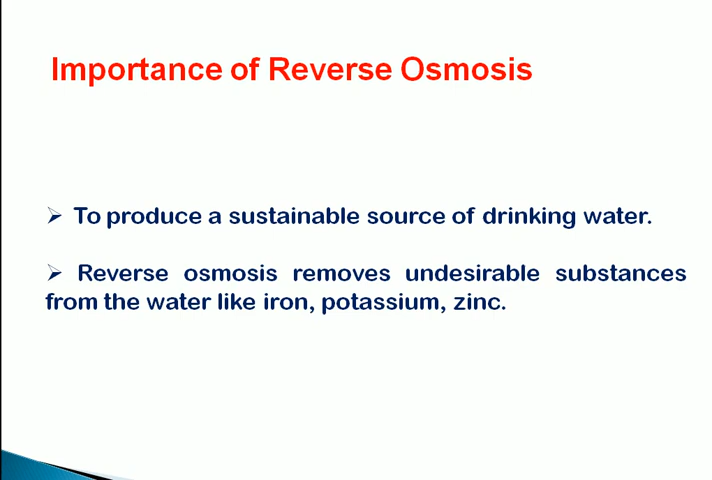 Importance of Reverse Osmosis
➢ To produce a sustainable source of drinking water.
➢ Reverse osmosis removes undesirable substances
from the water like iron, potassium, zinc.